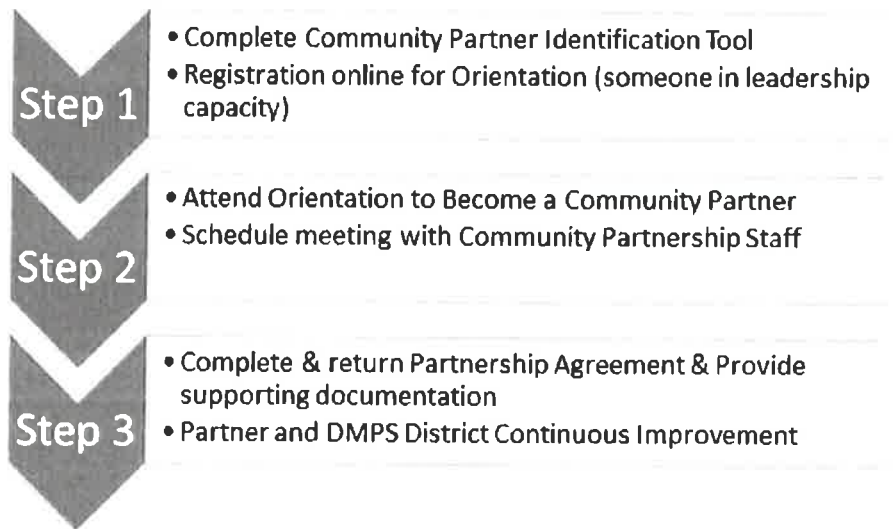 Step 1
• Complete Community Partner Identification Tool
• Registration online for Orientation (someone in leadership
capacity)
Step 2
• Attend Orientation to Become a Community Partner
• Schedule meeting with Community Partnership Staff
Step 3
• Complete & return Partnership Agreement & Provide
supporting documentation
• Partner and DMPS District Continuous Improvement